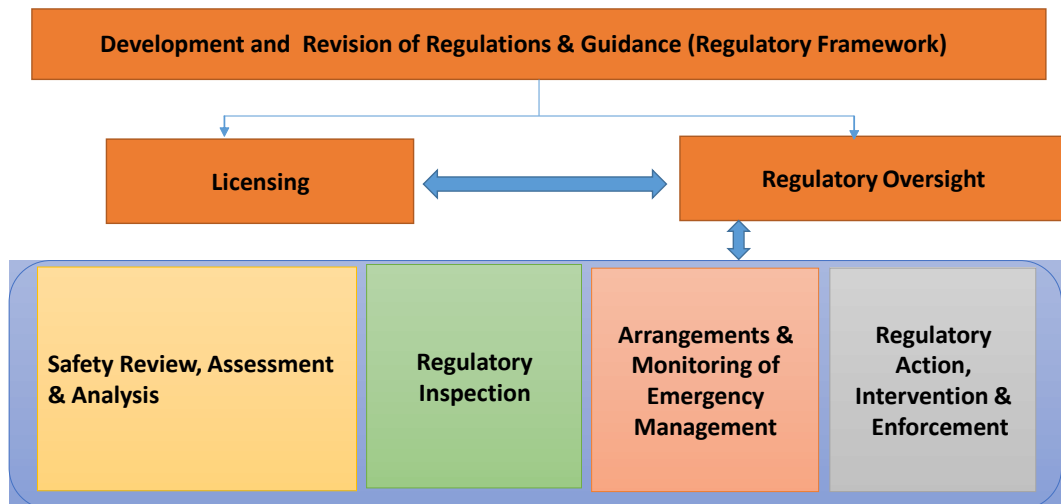 Development and Revision of Regulations & Guidance (Regulatory Framework)
Licensing
Regulatory Oversight
Safety Review, Assessment
& Analysis
Regulatory
Inspection
Arrangements &
Monitoring of
Emergency
Management
Regulatory
Action,
Intervention &
Enforcement